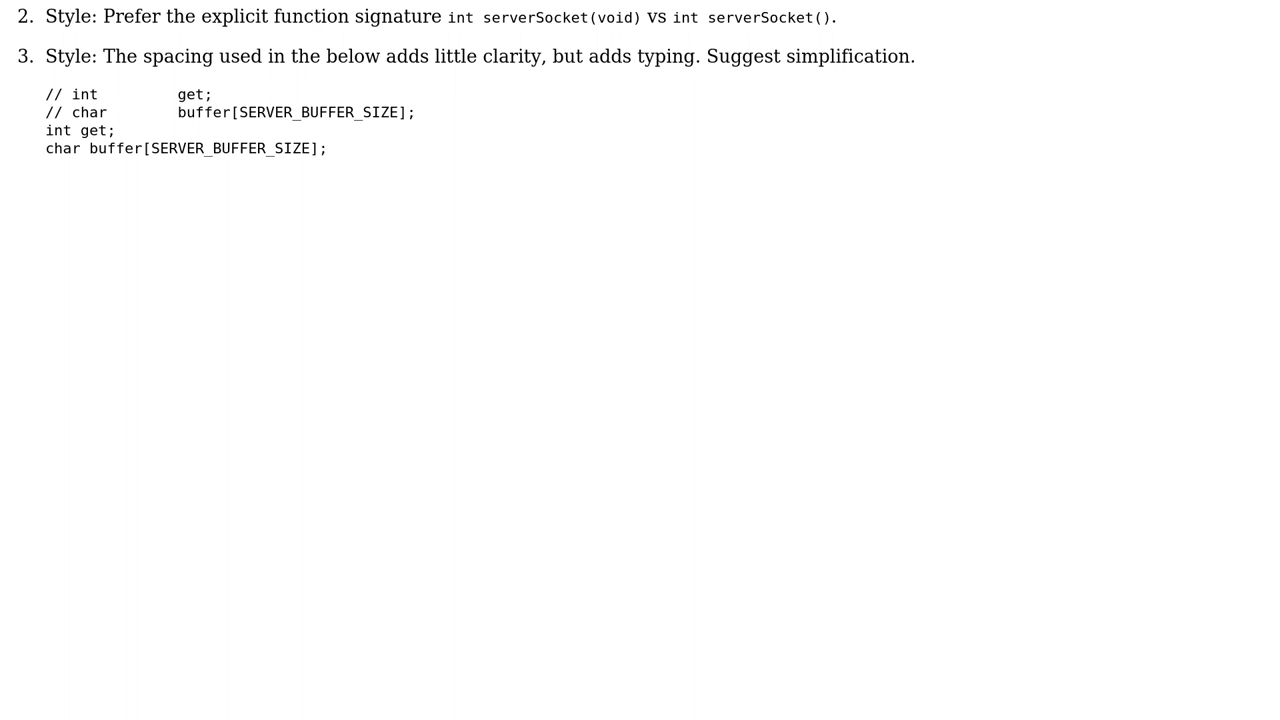 2. Style: Prefer the explicit function signature int serverSocket(void) vs int serverSocket().
3. Style: The spacing used in the below adds little clarity, but adds typing. Suggest simplification.
// int         get;
// char        buffer[SERVER_BUFFER_SIZE];
int get;
char buffer[SERVER_BUFFER_SIZE];